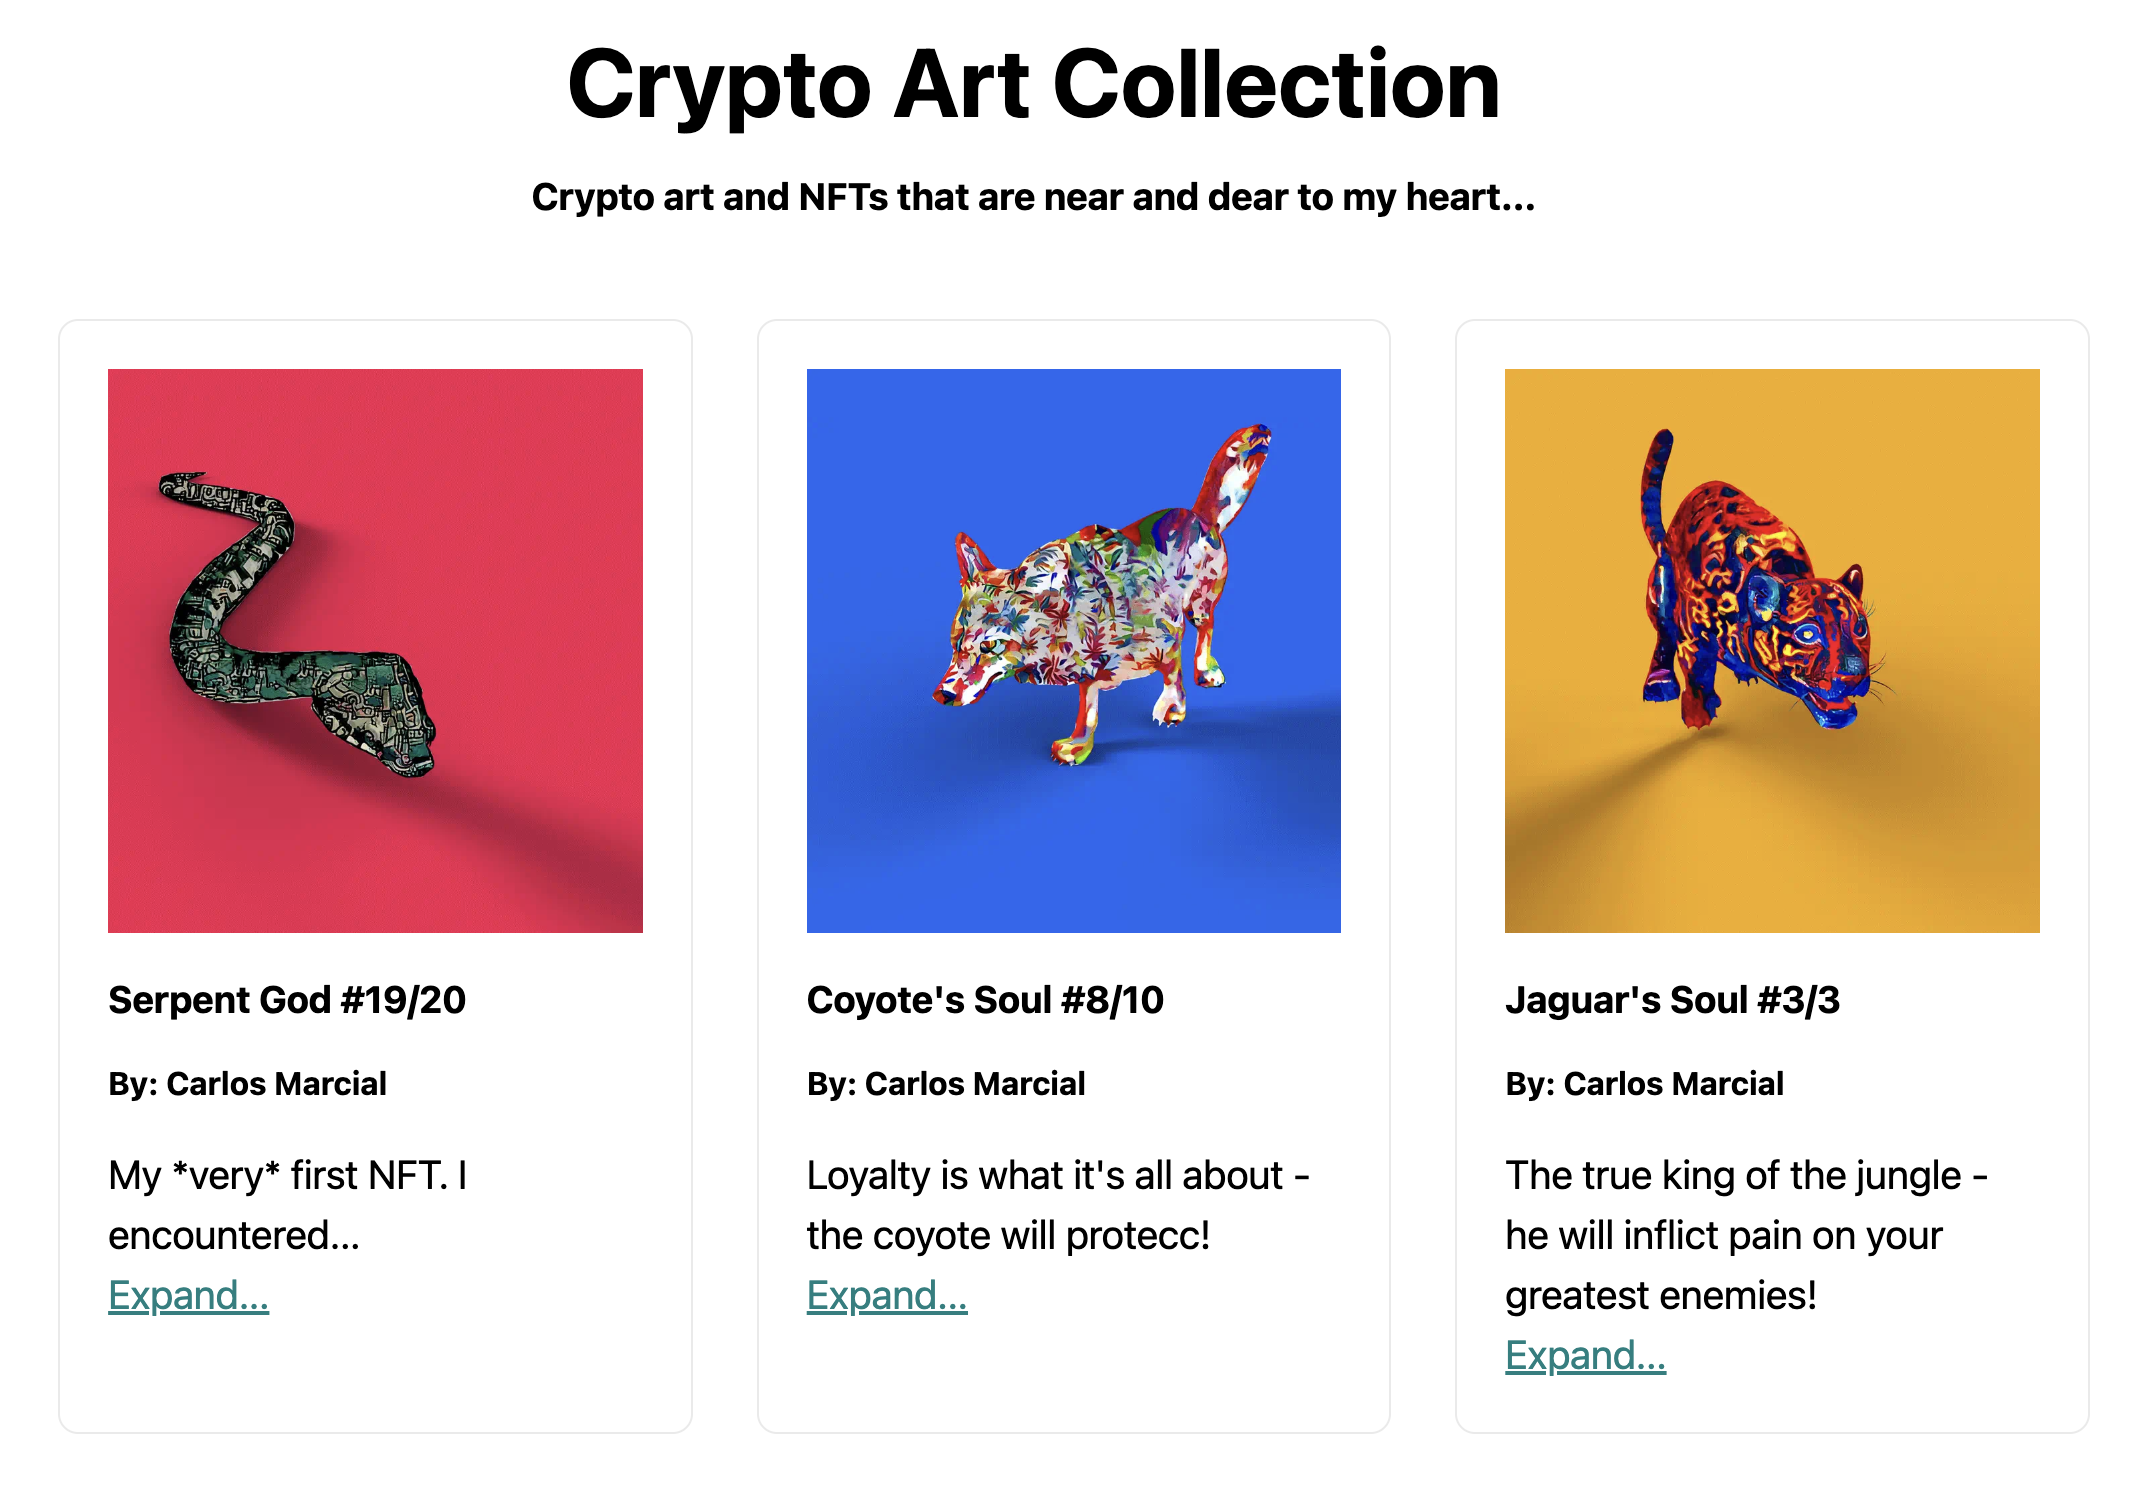 Crypto Art Collection
Crypto art and NFTs that are near and dear to my heart...
Serpent God #19/20
By: Carlos Marcial
My *very* first NFT. I
encountered...
Expand...
Coyote's Soul #8/10
By: Carlos Marcial
Loyalty is what it's all about -
the coyote will protecc!
Expand...
Jaguar's Soul #3/3
By: Carlos Marcial
The true king of the jungle -
he will inflict pain on your
greatest enemies!
Expand...